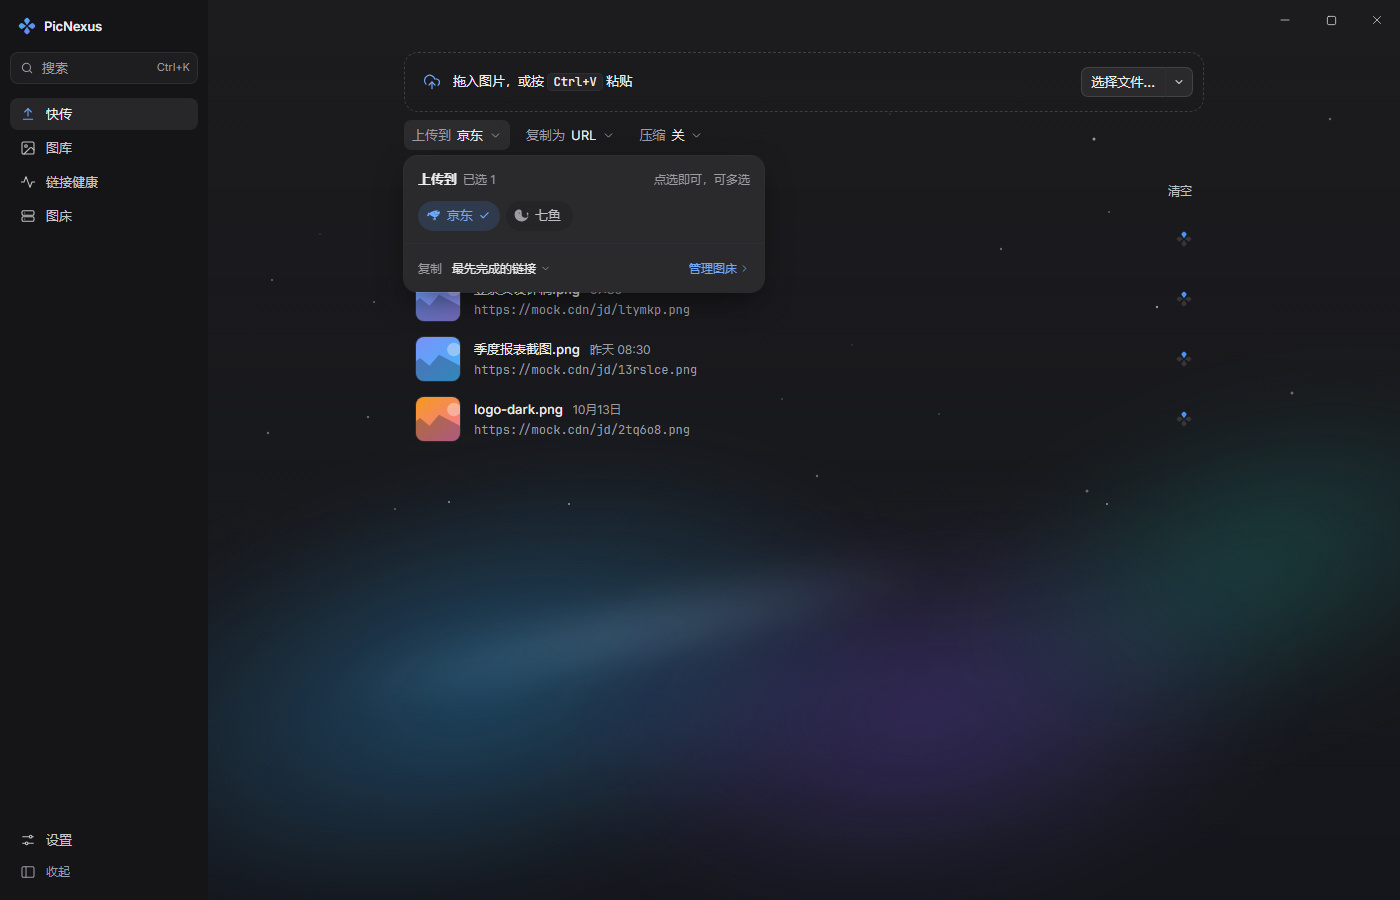 PicNexus
搜索 Ctrl+K
快传
图库
链接健康
图床
拖入图片，或按 Ctrl+V 粘贴
选择文件...
上传到 京东
复制为 URL
压缩 关
上传到 已选 1
点选即可，可多选
京东
七鱼
复制 最先完成的链接
管理图床
清空
https://mock.cdn/jd/ltymkp.png
季度报表截图.png 昨天 08:30
https://mock.cdn/jd/13rslce.png
logo-dark.png 10月13日
https://mock.cdn/jd/2tq6o8.png
设置
收起